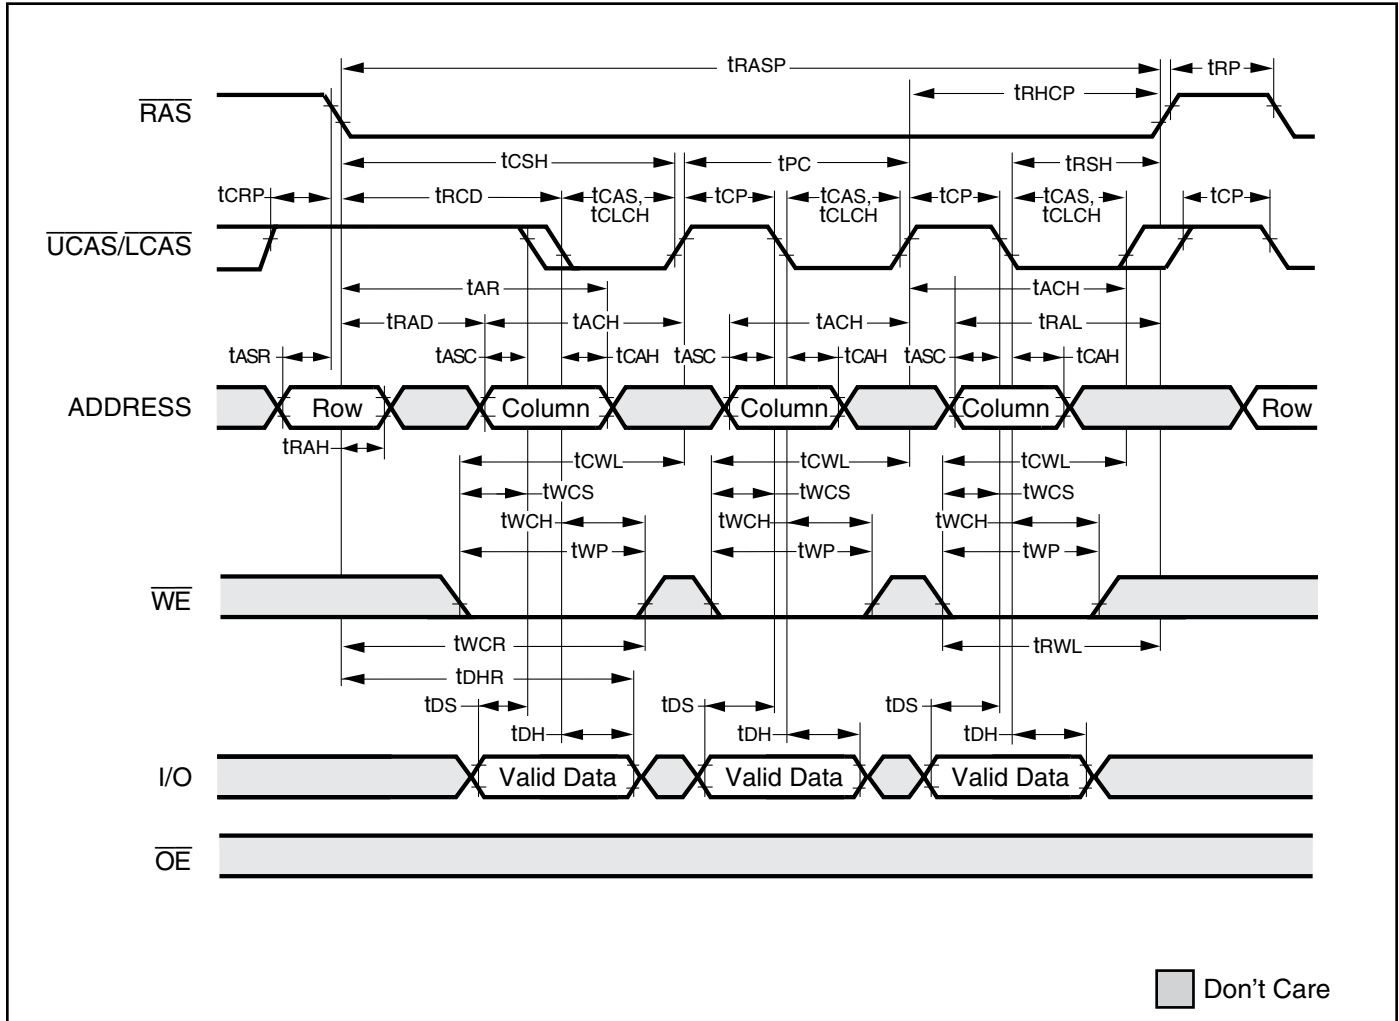 tRASP
tRP
tRHCP
RAS
tCSH
tPC
tRSH
tCRP
tRCD
tCAS,
tCLCH
tCP
tCAS,
tCLCH
tCP
tCAS,
tCLCH
tCP
UCAS/LCAS
tAR
tACH
tRAD
tACH
tACH
tRAL
tASR
tASC
tCAH
tASC
tCAH
tASC
tCAH
ADDRESS
Row
Column
Column
Column
Row
tRAH
tCWL
tCWL
tCWL
tWCS
tWCS
tWCS
tWCH
tWCH
tWCH
tWP
tWP
tWP
WE
tWCR
tRWL
tDHR
tDS
tDS
tDS
tDH
tDH
tDH
I/O
Valid Data
Valid Data
Valid Data
OE
Don't Care